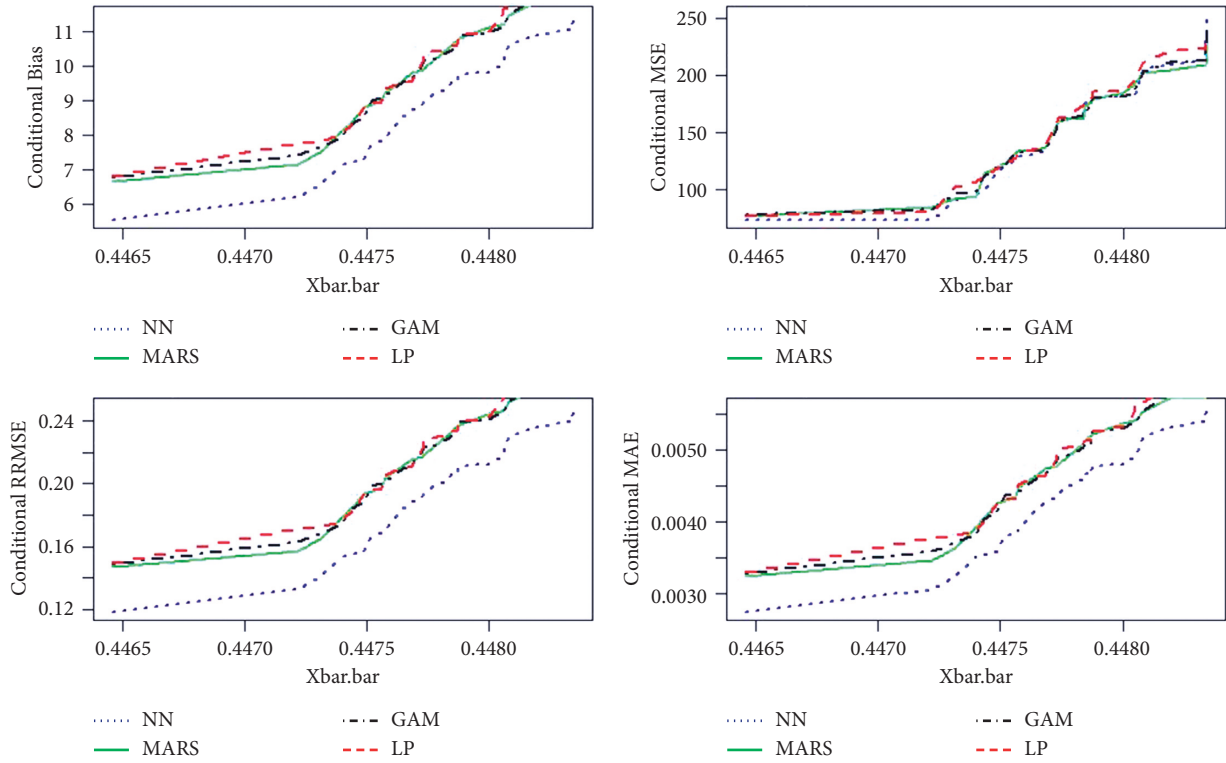 Conditional Bias
11
10
9
8
7
6
0.4465 0.4470 0.4475 0.4480
Xbar.bar
NN GAM
MARS LP
Conditional MSE
250
200
150
100
0.4465 0.4470 0.4475 0.4480
Xbar.bar
NN GAM
MARS LP
Conditional RRMSE
0.24
0.20
0.16
0.12
0.4465 0.4470 0.4475 0.4480
Xbar.bar
NN GAM
MARS LP
Conditional MAE
0.0050
0.0040
0.0030
0.4465 0.4470 0.4475 0.4480
Xbar.bar
NN GAM
MARS LP